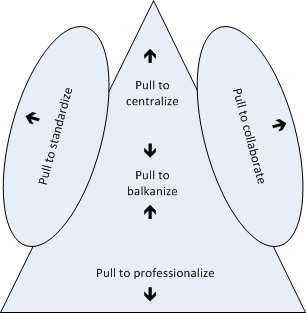 Pull to
centralize
Pull to standardize
Pull to collaborate
Pull to
balkanize
Pull to professionalize